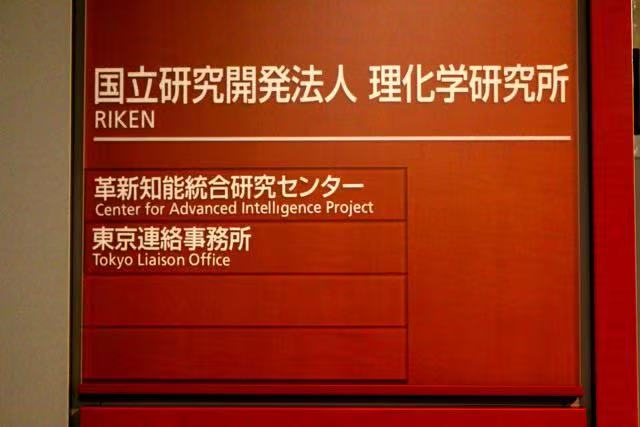 国立研究開発法人 理化学研究所
RIKEN
革新知能統合研究センター
Center for Advanced Intelligence Project
東京連絡事務所
Tokyo Liaison Office